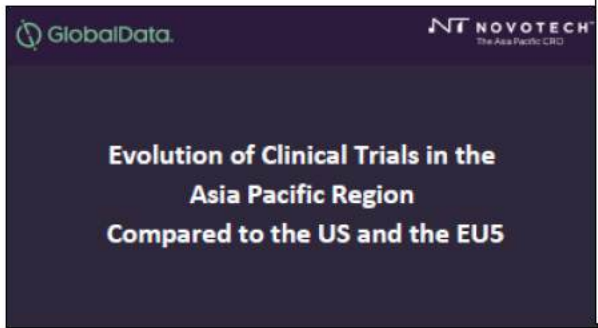 GlobalData.
NOVOTECH
The Asia Pacific CRO
Evolution of Clinical Trials in the
Asia Pacific Region
Compared to the US and the EU5